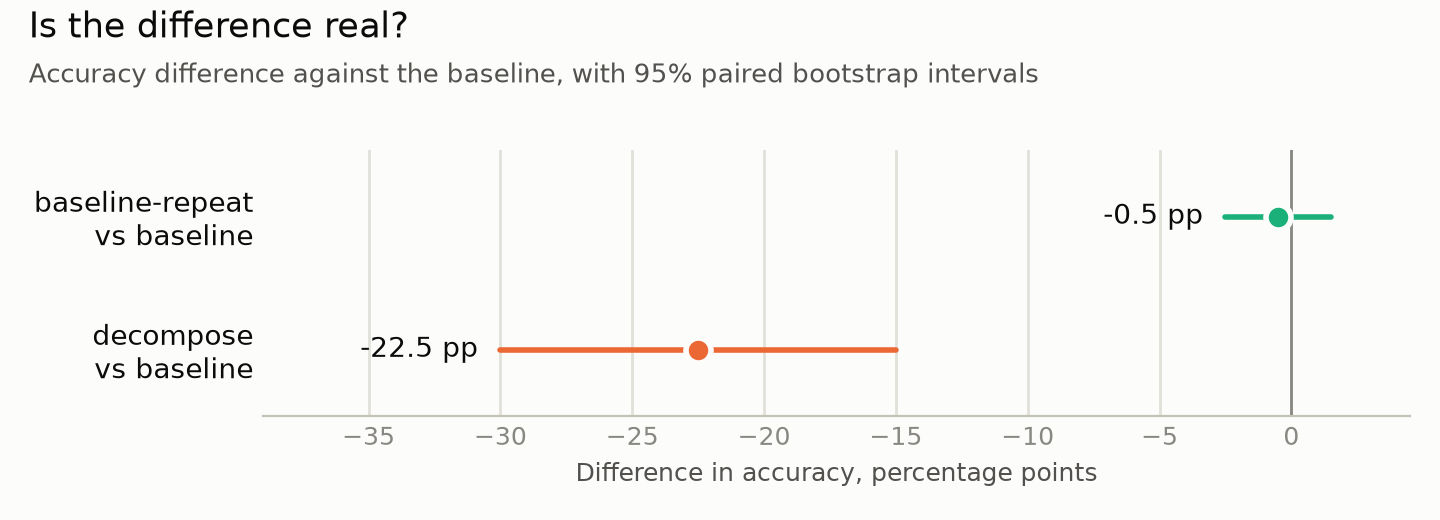 Is the difference real?
Accuracy difference against the baseline, with 95% paired bootstrap intervals
baseline-repeat
vs baseline
-0.5 pp
decompose
vs baseline
-22.5 pp
−35 −30 −25 −20 −15 −10 −5 0
Difference in accuracy, percentage points